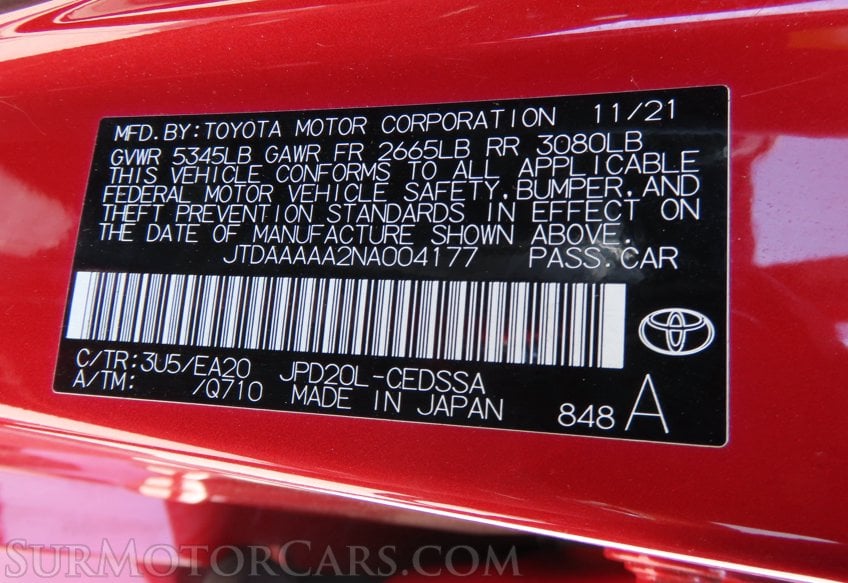 MFD.BY:TOYOTA MOTOR CORPORATION 11/21
GVWR 5345LB GAWR FR 2665LB RR 3080LB
THIS VEHICLE CONFORMS TO ALL APPLICABLE
FEDERAL MOTOR VEHICLE SAFETY,BUMPER,AND
THEFT PREVENTION STANDARDS IN EFFECT ON
THE DATE OF MANUFACTURE SHOWN ABOVE.
JTDAAAAA2NA004177 PASS.CAR
C/TR:3U5/EA20 JPD20L-CEDSSA
A/TM: /Q710 MADE IN JAPAN 848 A
SURMOTORCARS.COM